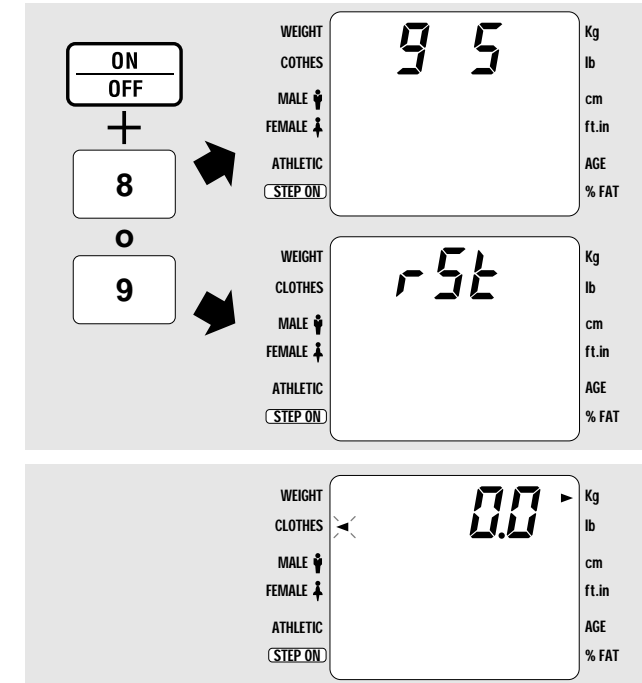 ON
OFF
+
8
o
9
WEIGHT 9 5 Kg
COTHES lb
MALE cm
FEMALE ft.in
ATHLETIC AGE
STEP ON % FAT
WEIGHT rSt Kg
CLOTHES lb
MALE cm
FEMALE ft.in
ATHLETIC AGE
STEP ON % FAT
WEIGHT 0.0 Kg
CLOTHES lb
MALE cm
FEMALE ft.in
ATHLETIC AGE
STEP ON % FAT